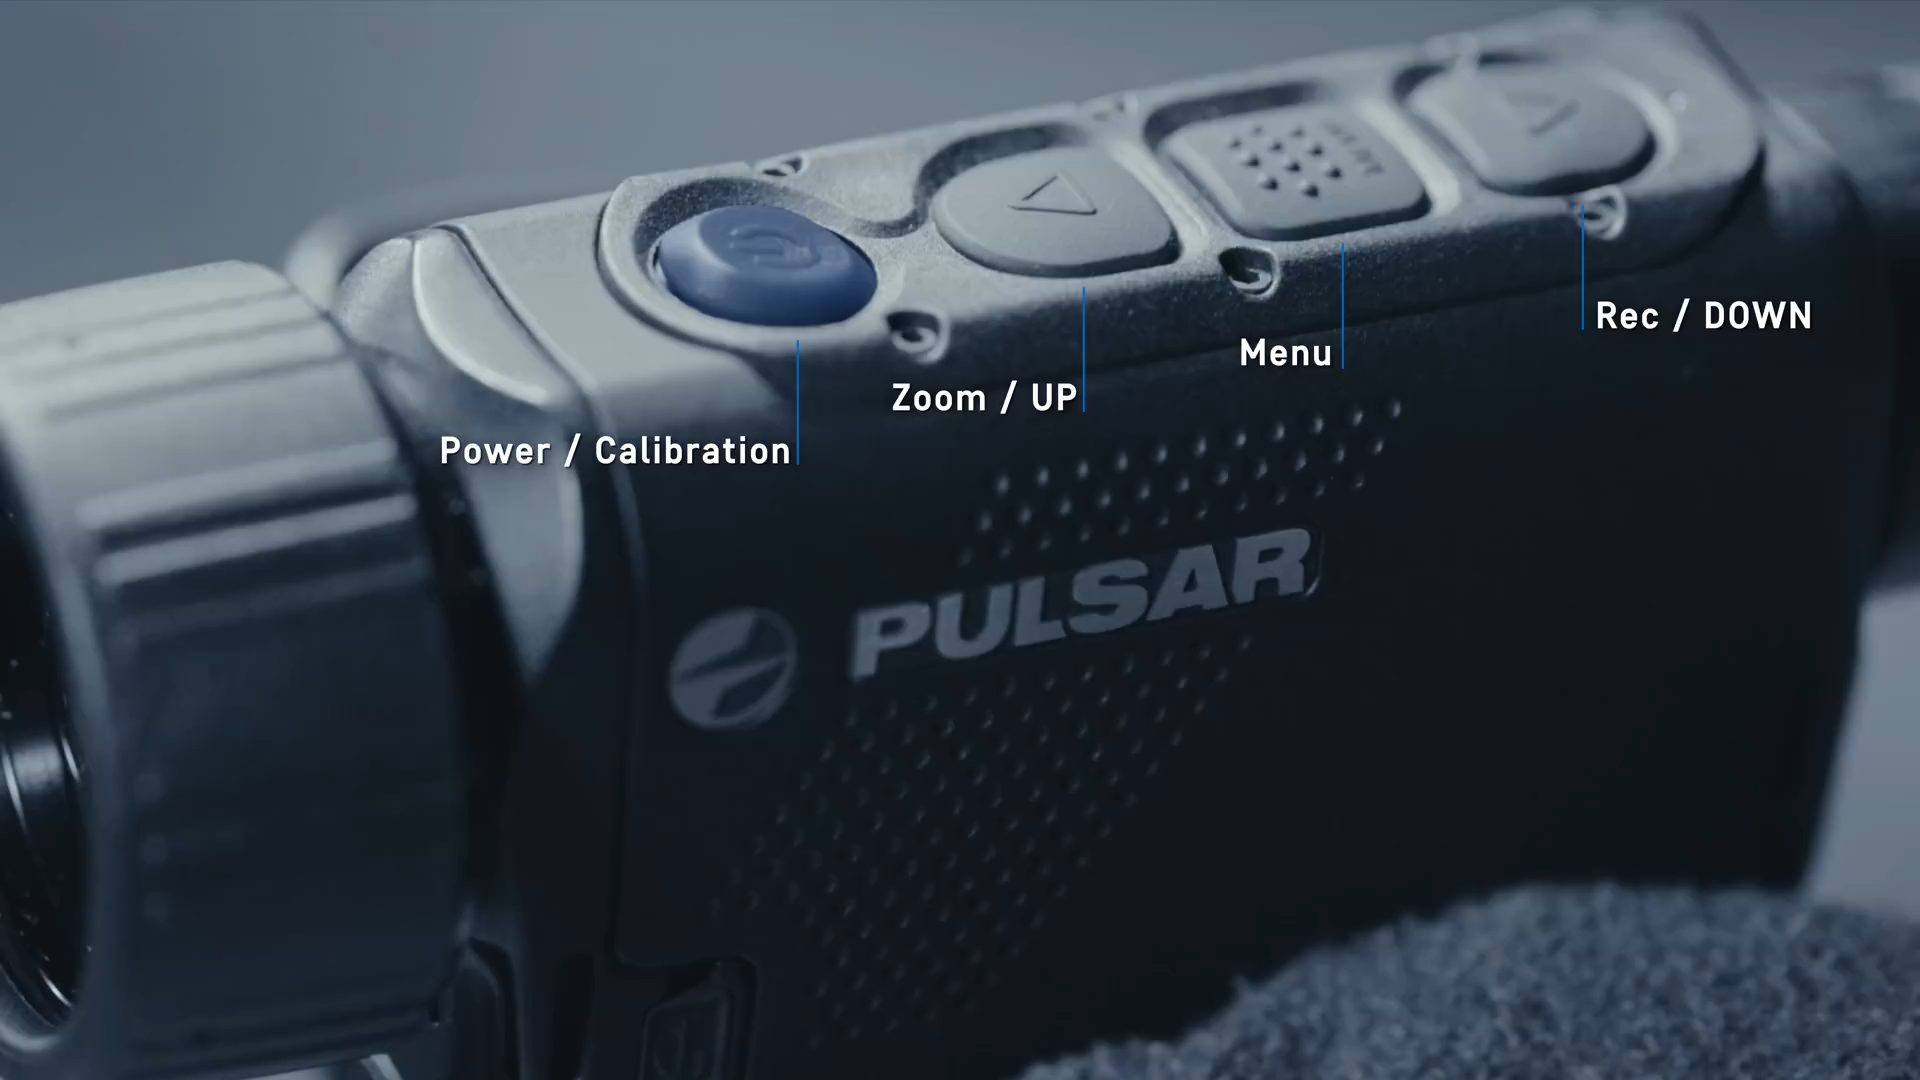 Rec / DOWN
Menu
Zoom / UP
Power / Calibration
PULSAR